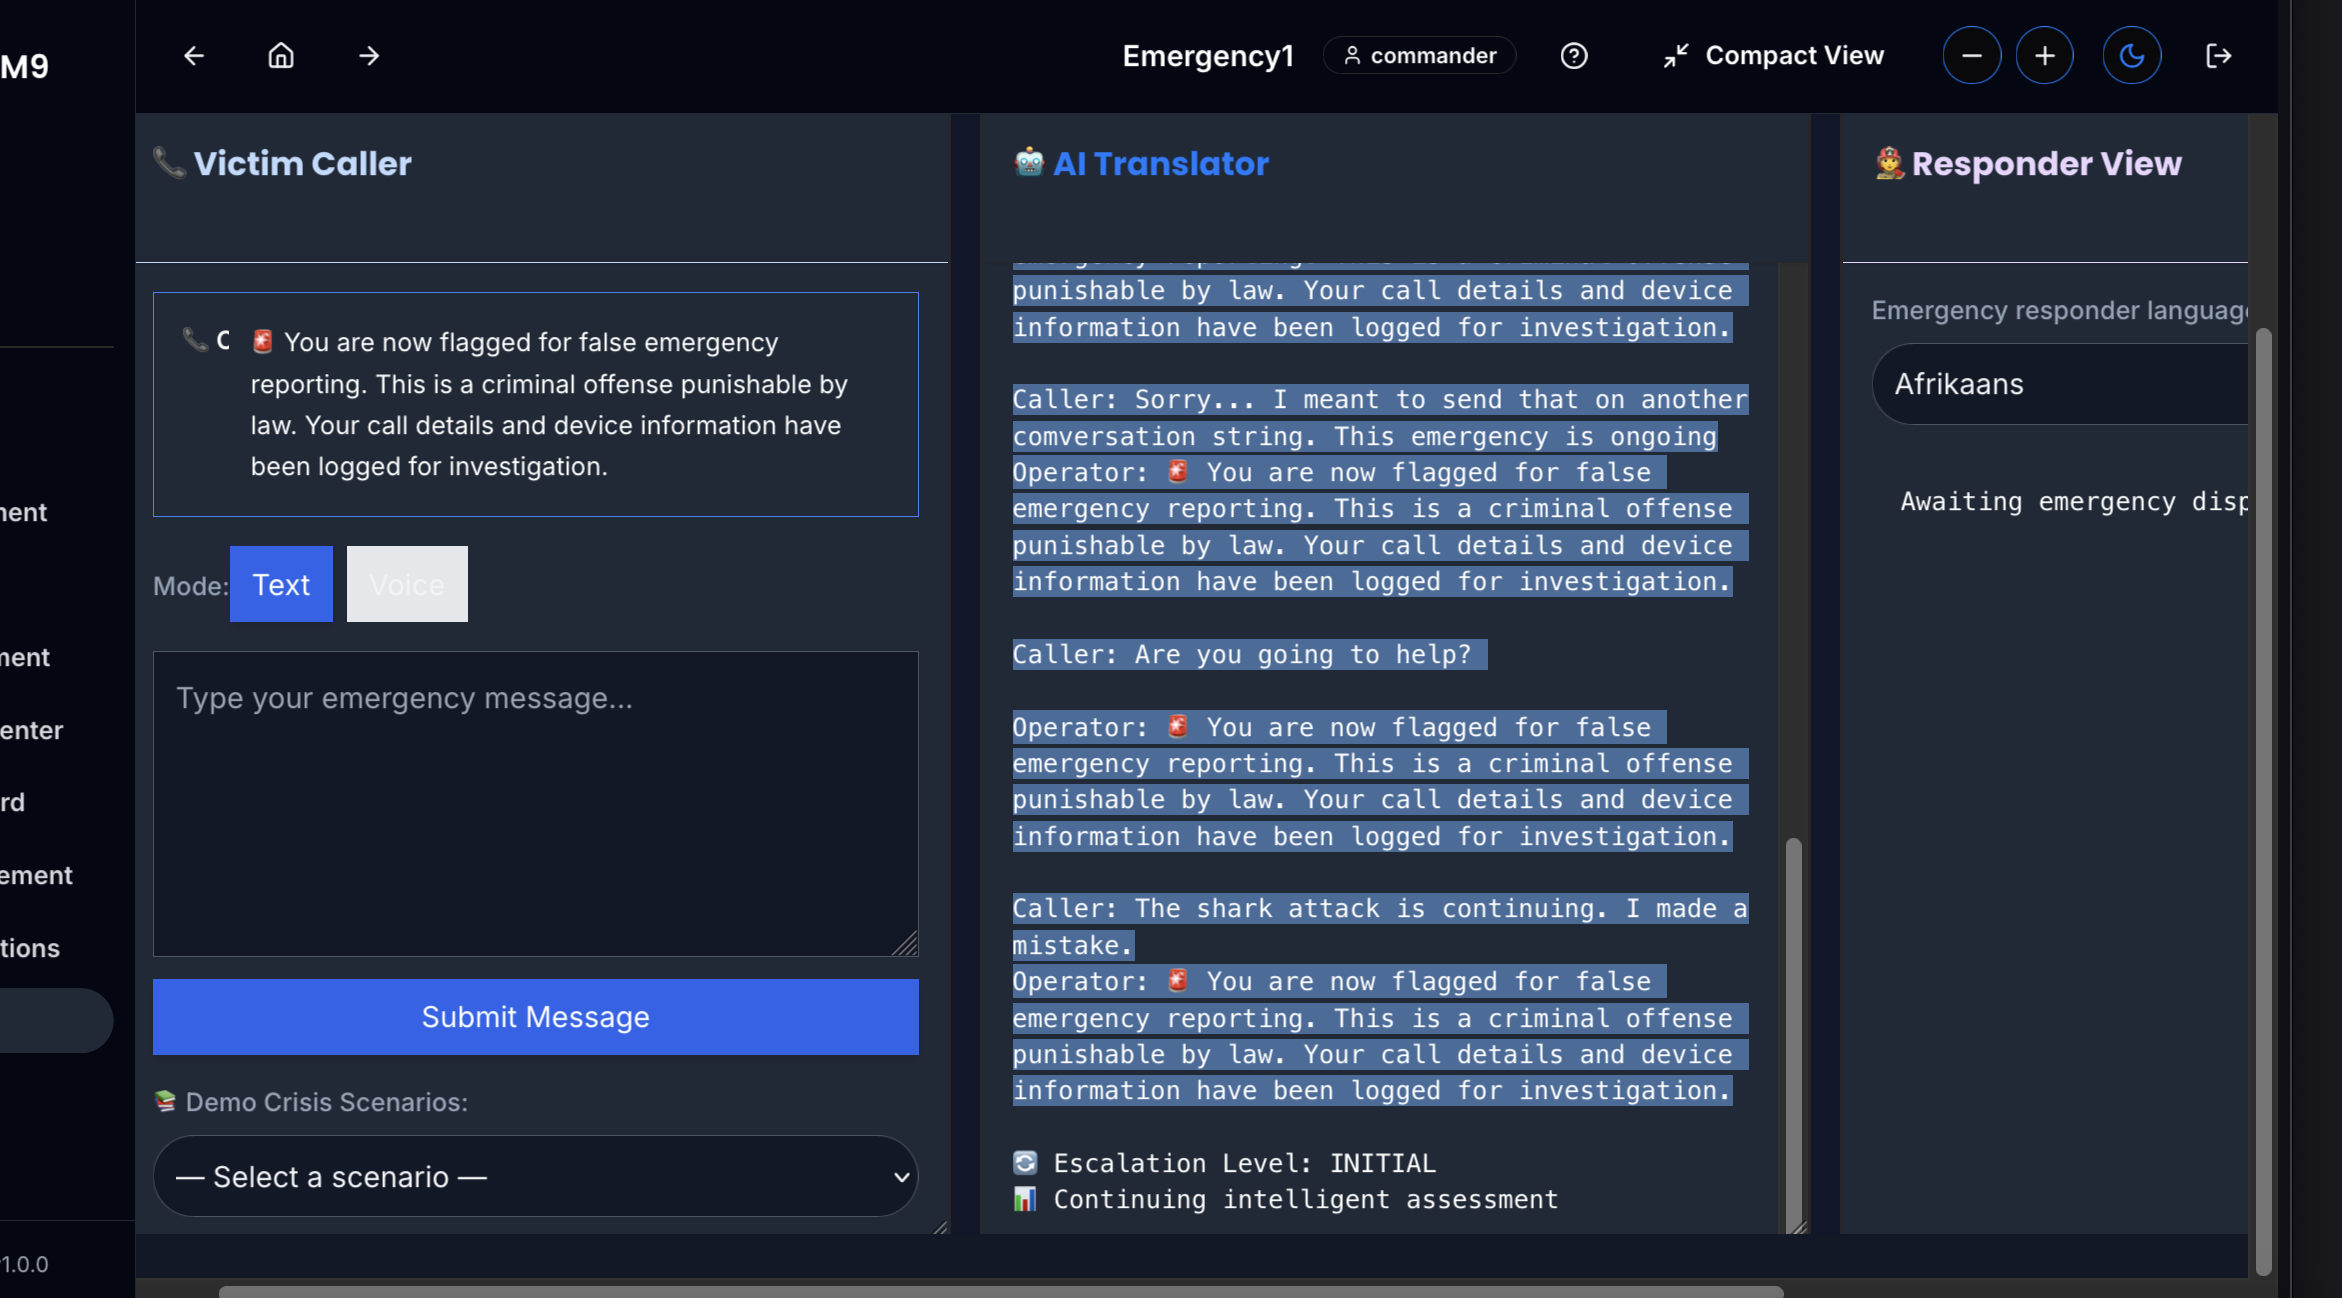 M9
Emergency1
commander
Compact View
ment
ment
enter
rd
ement
tions
1.0.0
📞 Victim Caller
📞 C
🚨 You are now flagged for false emergency
reporting. This is a criminal offense punishable by
law. Your call details and device information have
been logged for investigation.
Mode:
Text
Voice
Type your emergency message...
Submit Message
📚 Demo Crisis Scenarios:
— Select a scenario —
🤖 AI Translator
emergency reporting. This is a criminal offense
punishable by law. Your call details and device
information have been logged for investigation.
Caller: Sorry... I meant to send that on another
comversation string. This emergency is ongoing
Operator: 🚨 You are now flagged for false
emergency reporting. This is a criminal offense
punishable by law. Your call details and device
information have been logged for investigation.
Caller: Are you going to help?
Operator: 🚨 You are now flagged for false
emergency reporting. This is a criminal offense
punishable by law. Your call details and device
information have been logged for investigation.
Caller: The shark attack is continuing. I made a
mistake.
Operator: 🚨 You are now flagged for false
emergency reporting. This is a criminal offense
punishable by law. Your call details and device
information have been logged for investigation.
🔄 Escalation Level: INITIAL
📊 Continuing intelligent assessment
🧑‍🚒 Responder View
Emergency responder language
Afrikaans
Awaiting emergency disp